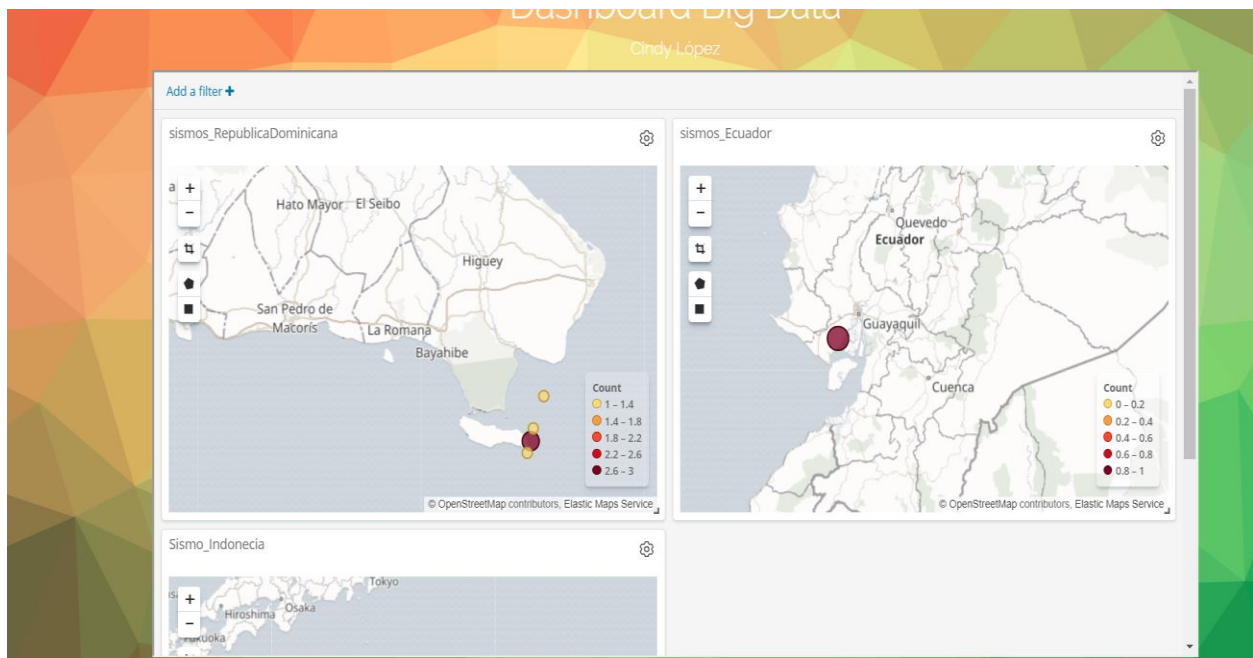 Dashboard Big Data
Cindy López
Add a filter +
sismos_RepublicaDominicana
+
−
Hato Mayor
El Seibo
Higüey
San Pedro de
Macorís
La Romana
Bayahibe
Count
1 – 1.4
1.4 – 1.8
1.8 – 2.2
2.2 – 2.6
2.6 – 3
© OpenStreetMap contributors, Elastic Maps Service
sismos_Ecuador
+
−
Quevedo
Ecuador
Guayaquil
Cuenca
Count
0 – 0.2
0.2 – 0.4
0.4 – 0.6
0.6 – 0.8
0.8 – 1
© OpenStreetMap contributors, Elastic Maps Service
Sismo_Indonecia
+
−
Tokyo
Osaka
Hiroshima